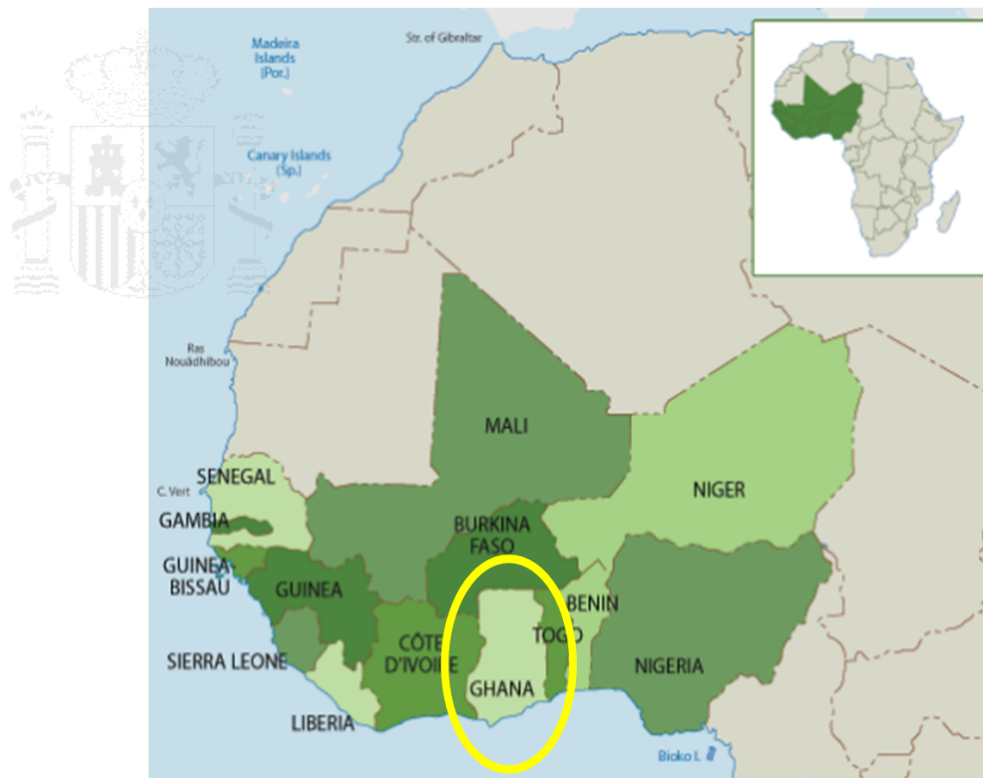 Madeira
Islands
(Por.)
Str. of Gibraltar
Canary Islands
(Sp.)
Ras
Nouâdhibou
MALI
SENEGAL
C. Vert
NIGER
GAMBIA
BURKINA
FASO
GUINEA
BISSAU
GUINEA
BENIN
TOGO
CÔTE
D'IVOIRE
SIERRA LEONE
NIGERIA
GHANA
LIBERIA
Bioko I.